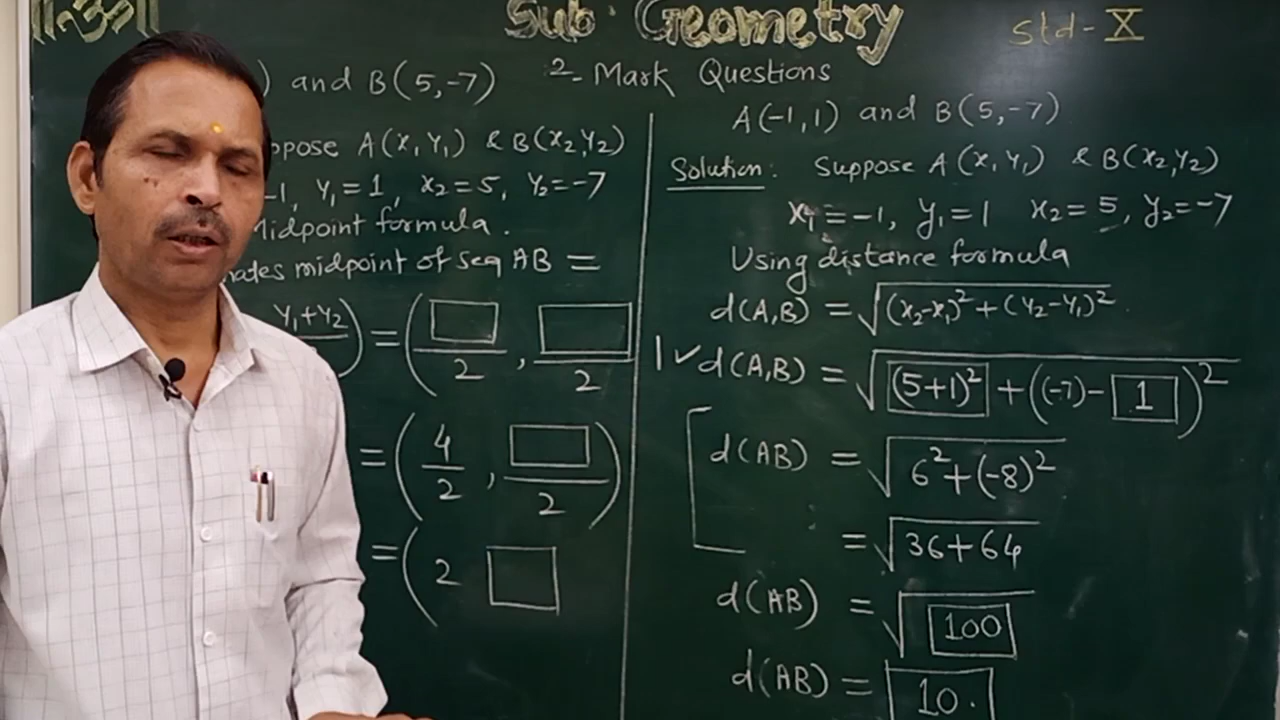 Sub. Geometry
Std - X
2 - Mark Questions
) and B(5,-7)
ppose A(x, y₁) & B(x₂,y₂)
-1, y₁ = 1, x₂ = 5, y₂ = -7
Midpoint formula.
nates midpoint of seg AB =
y₁+y₂ ) = ( □/2 , □/2
= ( 4/2 , □/2 )
= ( 2 □
A(-1,1) and B(5,-7)
Solution: Suppose A(x, y₁) & B(x₂,y₂)
x₁ = -1, y₁ = 1 x₂ = 5, y₂ = -7
Using distance formula
d(A,B) = √(x₂-x₁)² + (y₂-y₁)²
1 ✓ d(A,B) = √(5+1)² + ((-7) - 1)²
d(AB) = √6² + (-8)²
= √36+64
d(AB) = √100
d(AB) = 10.